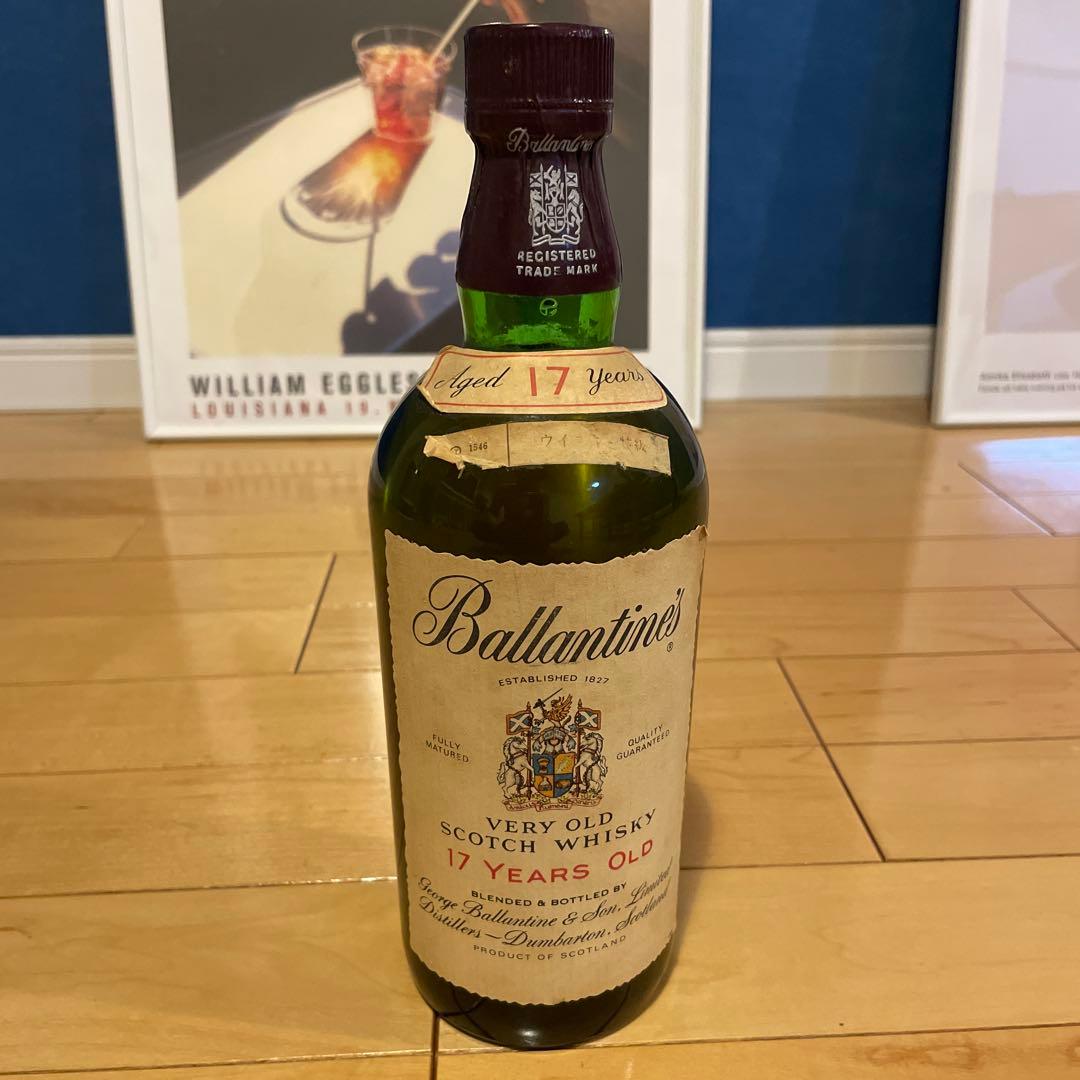 Ballantine's
REGISTERED
TRADE MARK
WILLIAM EGGLES
LOUISIANA 19
Aged 17 Years
1546
Ballantine's
®
ESTABLISHED 1827
FULLY
MATURED
QUALITY
GUARANTEED
VERY OLD
SCOTCH WHISKY
17 YEARS OLD
BLENDED & BOTTLED BY
George Ballantine & Son, Limited
Distillers — Dumbarton, Scotland
PRODUCT OF SCOTLAND